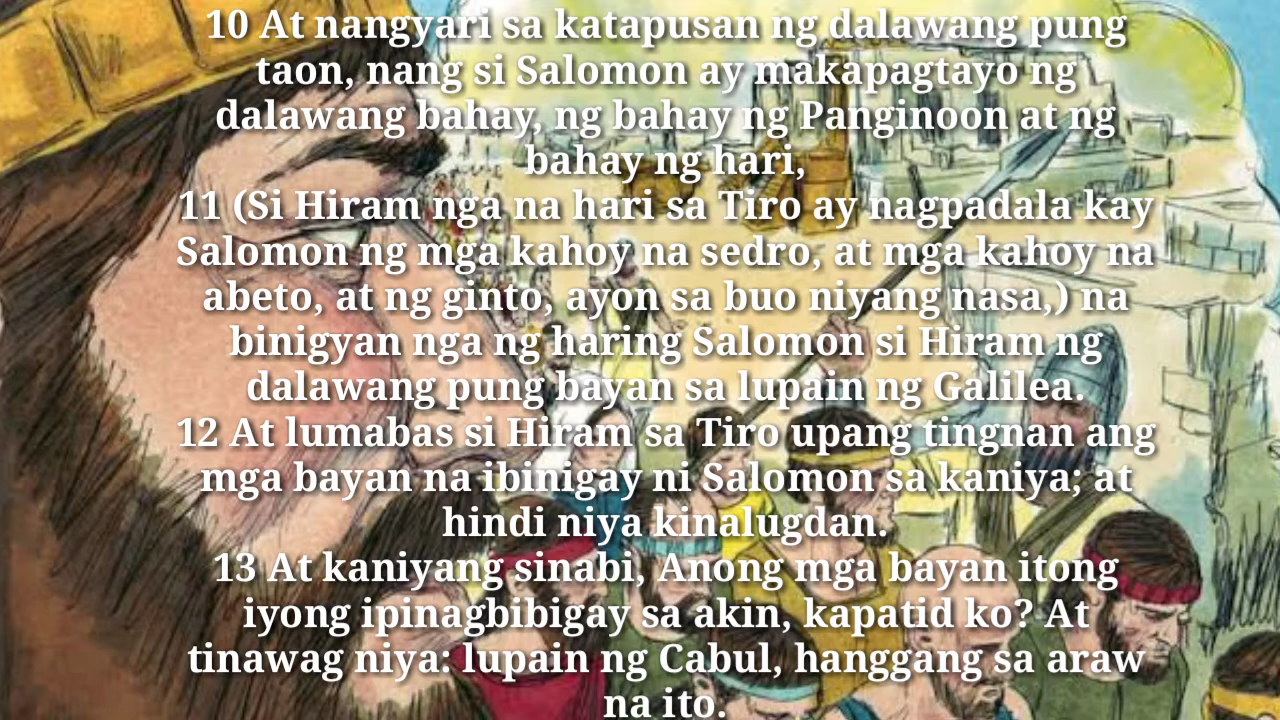 10 At nangyari sa katapusan ng dalawang pung
taon, nang si Salomon ay makapagtayo ng
dalawang bahay, ng bahay ng Panginoon at ng
bahay ng hari,
11 (Si Hiram nga na hari sa Tiro ay nagpadala kay
Salomon ng mga kahoy na sedro, at mga kahoy na
abeto, at ng ginto, ayon sa buo niyang nasa,) na
binigyan nga ng haring Salomon si Hiram ng
dalawang pung bayan sa lupain ng Galilea.
12 At lumabas si Hiram sa Tiro upang tingnan ang
mga bayan na ibinigay ni Salomon sa kaniya; at
hindi niya kinalugdan.
13 At kaniyang sinabi, Anong mga bayan itong
iyong ipinagbibigay sa akin, kapatid ko? At
tinawag niya: lupain ng Cabul, hanggang sa araw
na ito.